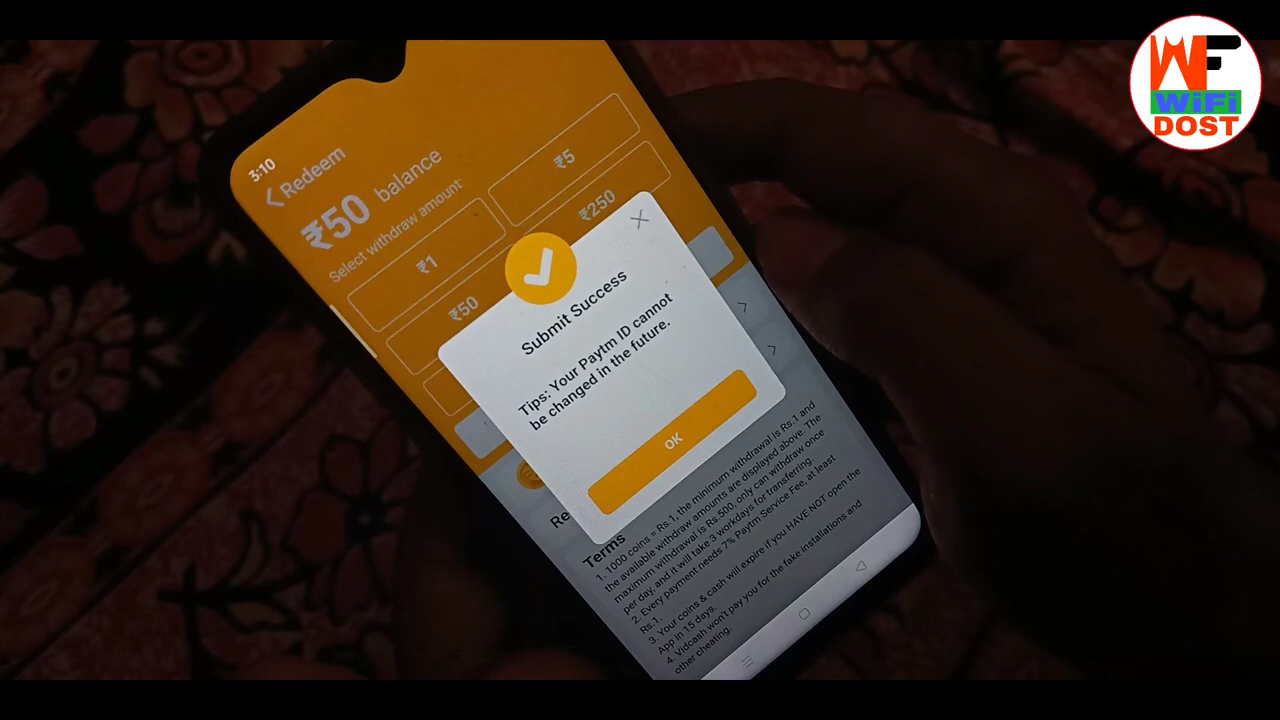 WF
WiFi
DOST
3:10
Redeem
₹50 balance
Select withdraw amount:
₹1
₹5
₹50
₹250
Submit Success
Tips: Your Paytm ID cannot
be changed in the future.
OK
Re
Terms
1. 1000 coins = Rs.1, the minimum withdrawal is Rs.1 and
the available withdraw amounts are displayed above. The
maximum withdrawal is Rs.500, only can withdraw once
per day, and it will take 3 workdays for transferring.
2. Every payment needs 7% Paytm Service Fee, at least
Rs.1.
3. Your coins & cash will expire if you HAVE NOT open the
App in 15 days.
4. Vidcash won't pay you for the fake installations and
other cheating.